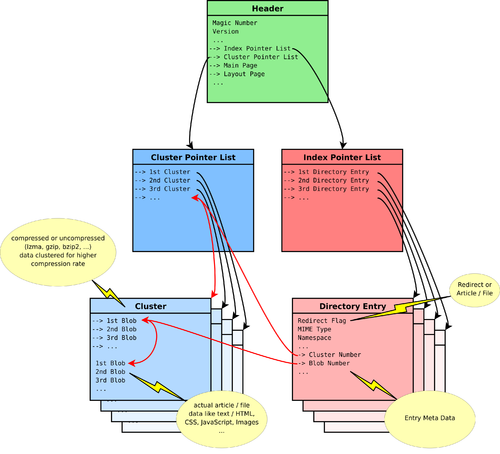 Header
Magic Number
Version
...
--> Index Pointer List
--> Cluster Pointer List
--> Main Page
--> Layout Page
...
Cluster Pointer List
--> 1st Cluster
--> 2nd Cluster
--> 3rd Cluster
--> ...
Index Pointer List
--> 1st Directory Entry
--> 2nd Directory Entry
--> 3rd Directory Entry
--> ...
compressed or uncompressed
(lzma, gzip, bzip2, ...)
data clustered for higher
compression rate
Redirect or
Article / File
Cluster
--> 1st Blob
--> 2nd Blob
--> 3rd Blob
--> ...
1st Blob
2nd Blob
3rd Blob
...
Directory Entry
Redirect Flag
MIME Type
Namespace
...
--> Cluster Number
--> Blob Number
...
actual article / file
data like text / HTML,
CSS, JavaScript, Images
...
Entry Meta Data